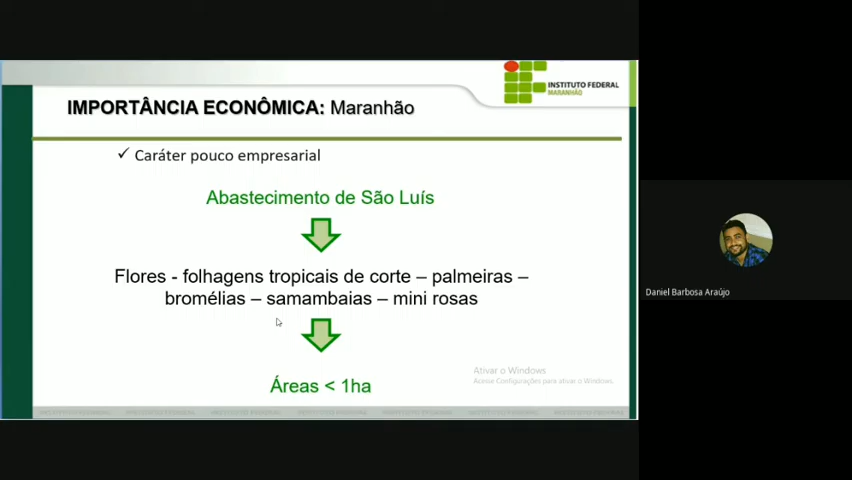 INSTITUTO FEDERAL
MARANHÃO
IMPORTÂNCIA ECONÔMICA: Maranhão
✓ Caráter pouco empresarial
Abastecimento de São Luís
Flores - folhagens tropicais de corte – palmeiras –
bromélias – samambaias – mini rosas
Áreas < 1ha
Ativar o Windows
Acesse Configurações para ativar o Windows.
Daniel Barbosa Araújo